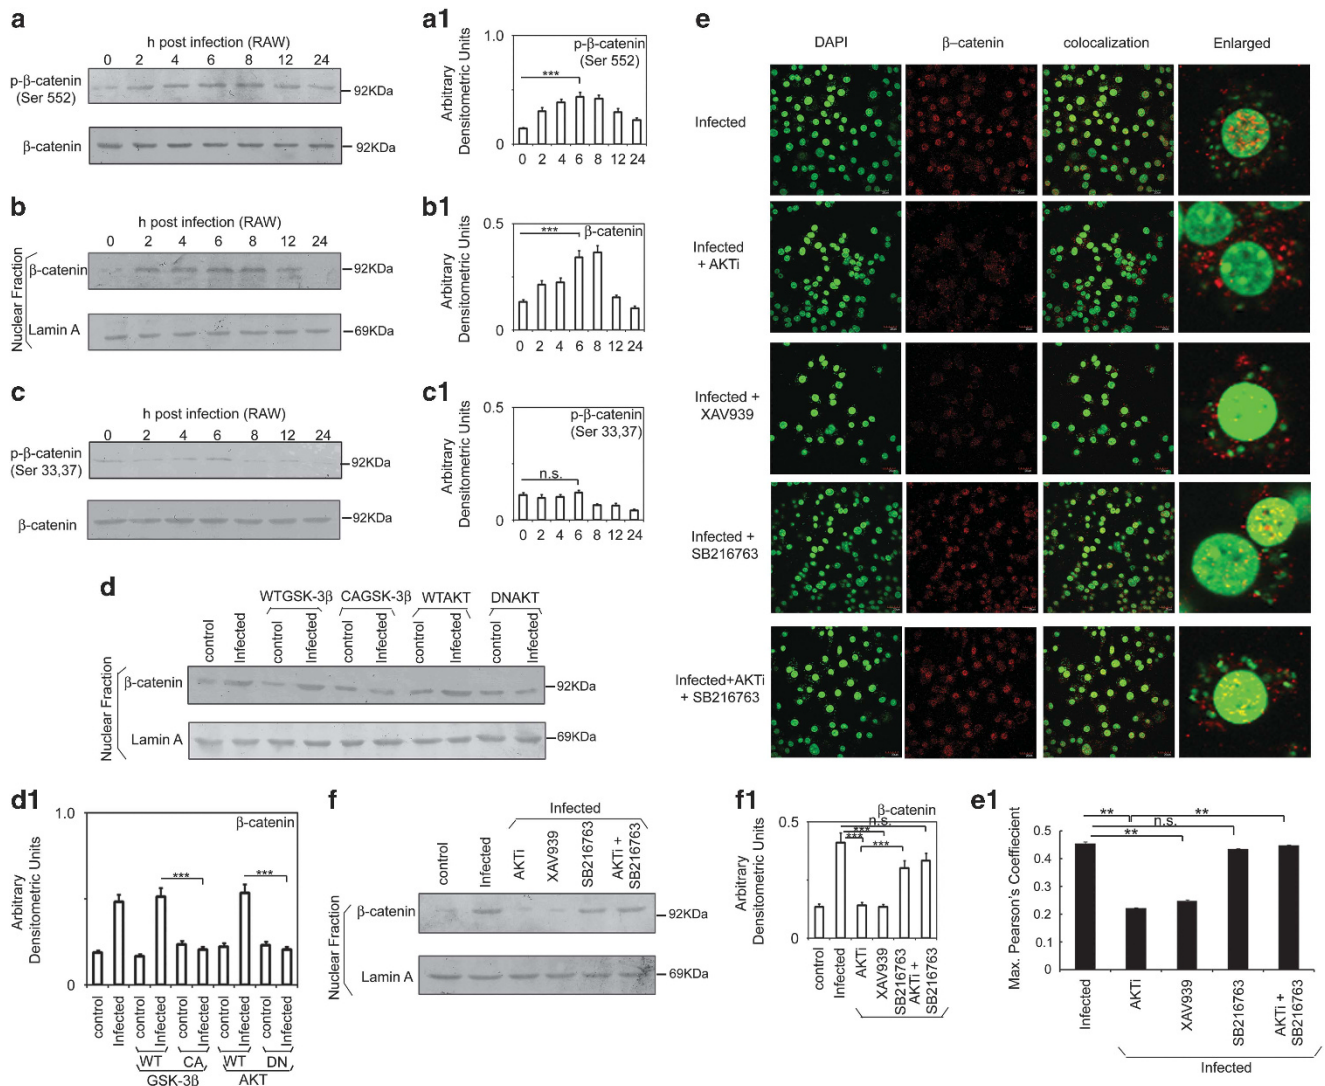 a
h post infection (RAW)
0 2 4 6 8 12 24
p-β-catenin
(Ser 552)
92KDa
β-catenin
92KDa
a1
Arbitrary
Densitometric Units
1.0
0
p-β-catenin
(Ser 552)
***
0 2 4 6 8 12 24
b
h post infection (RAW)
0 2 4 6 8 12 24
Nuclear Fraction
β-catenin
92KDa
Lamin A
69KDa
b1
Arbitrary
Densitometric Units
0.5
0
β-catenin
***
0 2 4 6 8 12 24
c
h post infection (RAW)
0 2 4 6 8 12 24
p-β-catenin
(Ser 33,37)
92KDa
β-catenin
92KDa
c1
Arbitrary
Densitometric Units
0.5
0
p-β-catenin
(Ser 33,37)
n.s.
0 2 4 6 8 12 24
d
WTGSK-3β CAGSK-3β WTAKT DNAKT
control Infected control Infected control Infected control Infected control Infected
Nuclear Fraction
β-catenin
92KDa
Lamin A
69KDa
d1
Arbitrary
Densitometric Units
1.0
0
β-catenin
*** ***
control Infected control Infected control Infected control Infected control Infected
WT CA WT DN
GSK-3β AKT
e
DAPI β–catenin colocalization Enlarged
Infected
Infected
+ AKTi
Infected +
XAV939
Infected +
SB216763
Infected+AKTi
+ SB216763
f
Infected
control Infected AKTi XAV939 SB216763 AKTi + SB216763
Nuclear Fraction
β-catenin
92KDa
Lamin A
69KDa
f1
Arbitrary
Densitometric Units
0.5
0
β-catenin
n.s.
***
***
***
control Infected AKTi XAV939 SB216763 AKTi + SB216763
e1
Max. Pearson's Coeffiecient
0.5
0.4
0.3
0.2
0.1
0
** **
n.s.
**
Infected AKTi XAV939 SB216763 AKTi + SB216763
Infected